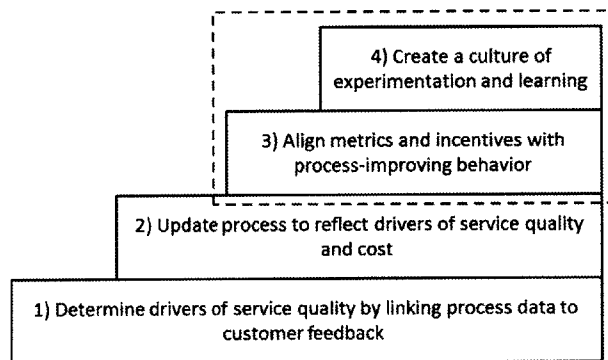 4) Create a culture of
experimentation and learning
3) Align metrics and incentives with
process-improving behavior
2) Update process to reflect drivers of service quality
and cost
1) Determine drivers of service quality by linking process data to
customer feedback